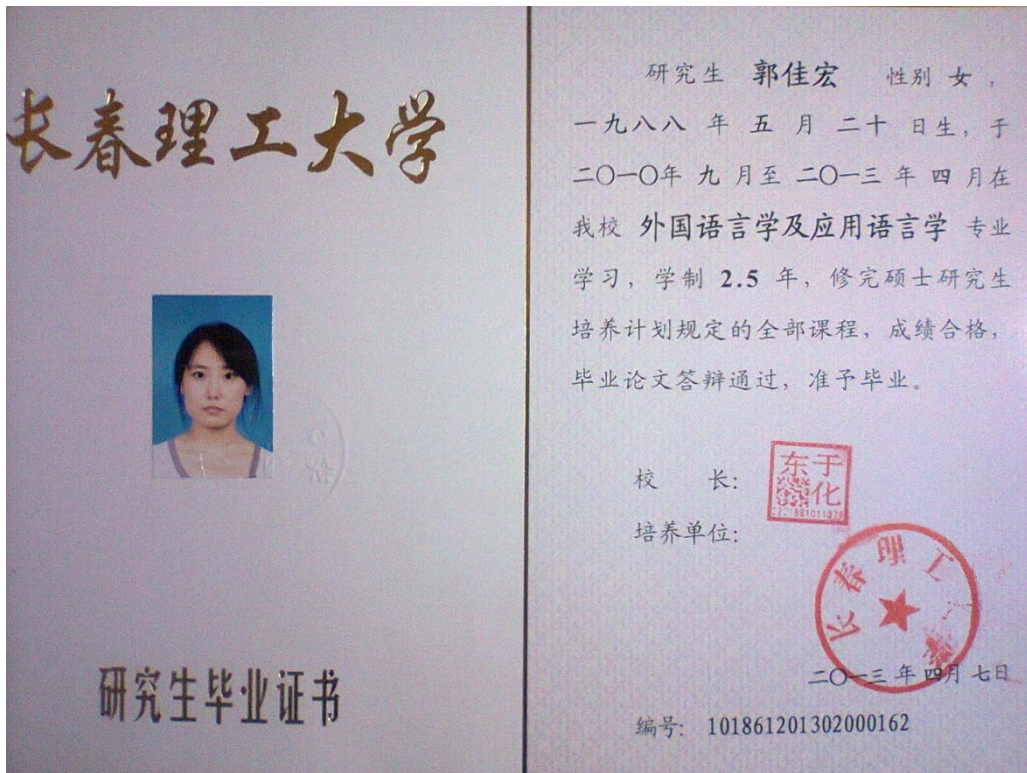 长春理工大学
研究生毕业证书
研究生 郭佳宏 性别 女，
一九八八 年 五 月 二十 日生，于
二〇一〇年 九 月至 二〇一三 年 四 月在
我校 外国语言学及应用语言学 专业
学习，学制 2.5 年，修完硕士研究生
培养计划规定的全部课程，成绩合格，
毕业论文答辩通过，准予毕业。
校 长：
于化东
培养单位：
长春理工大学
二〇一三 年 四月 七日
编号： 101861201302000162